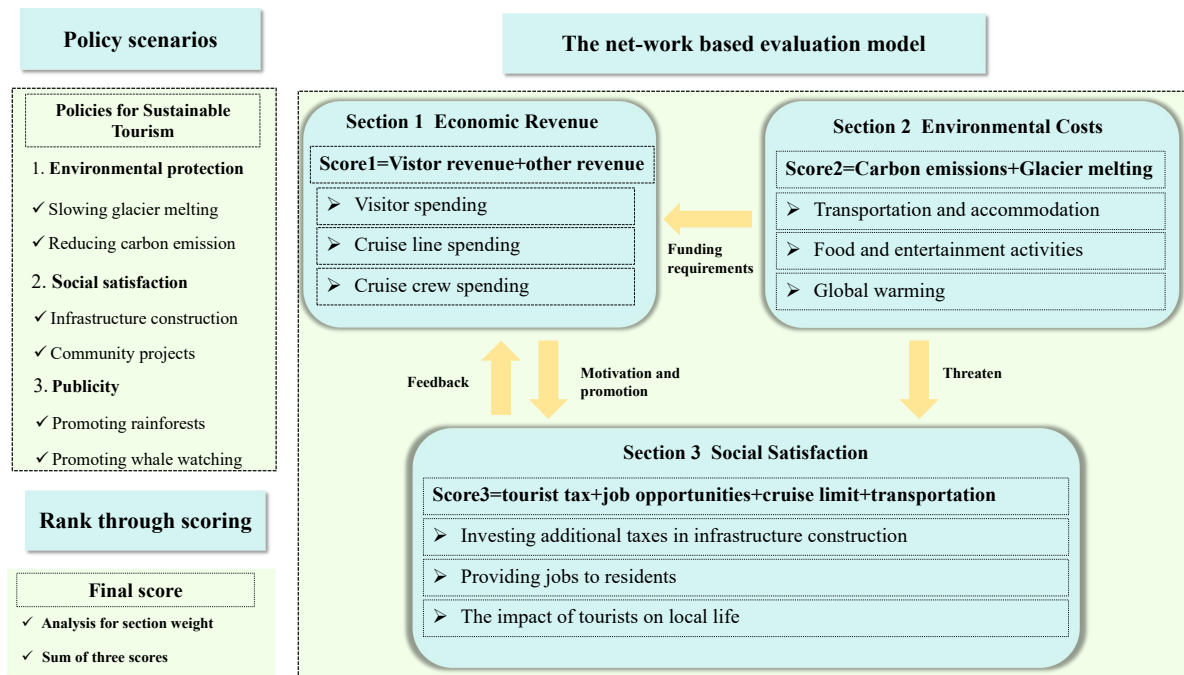 Policy scenarios
Policies for Sustainable
Tourism
1. Environmental protection
✓ Slowing glacier melting
✓ Reducing carbon emission
2. Social satisfaction
✓ Infrastructure construction
✓ Community projects
3. Publicity
✓ Promoting rainforests
✓ Promoting whale watching
Rank through scoring
Final score
✓ Analysis for section weight
✓ Sum of three scores
The net-work based evaluation model
Section 1 Economic Revenue
Score1=Vistor revenue+other revenue
➢ Visitor spending
➢ Cruise line spending
➢ Cruise crew spending
Funding
requirements
Section 2 Environmental Costs
Score2=Carbon emissions+Glacier melting
➢ Transportation and accommodation
➢ Food and entertainment activities
➢ Global warming
Feedback
Motivation and
promotion
Threaten
Section 3 Social Satisfaction
Score3=tourist tax+job opportunities+cruise limit+transportation
➢ Investing additional taxes in infrastructure construction
➢ Providing jobs to residents
➢ The impact of tourists on local life